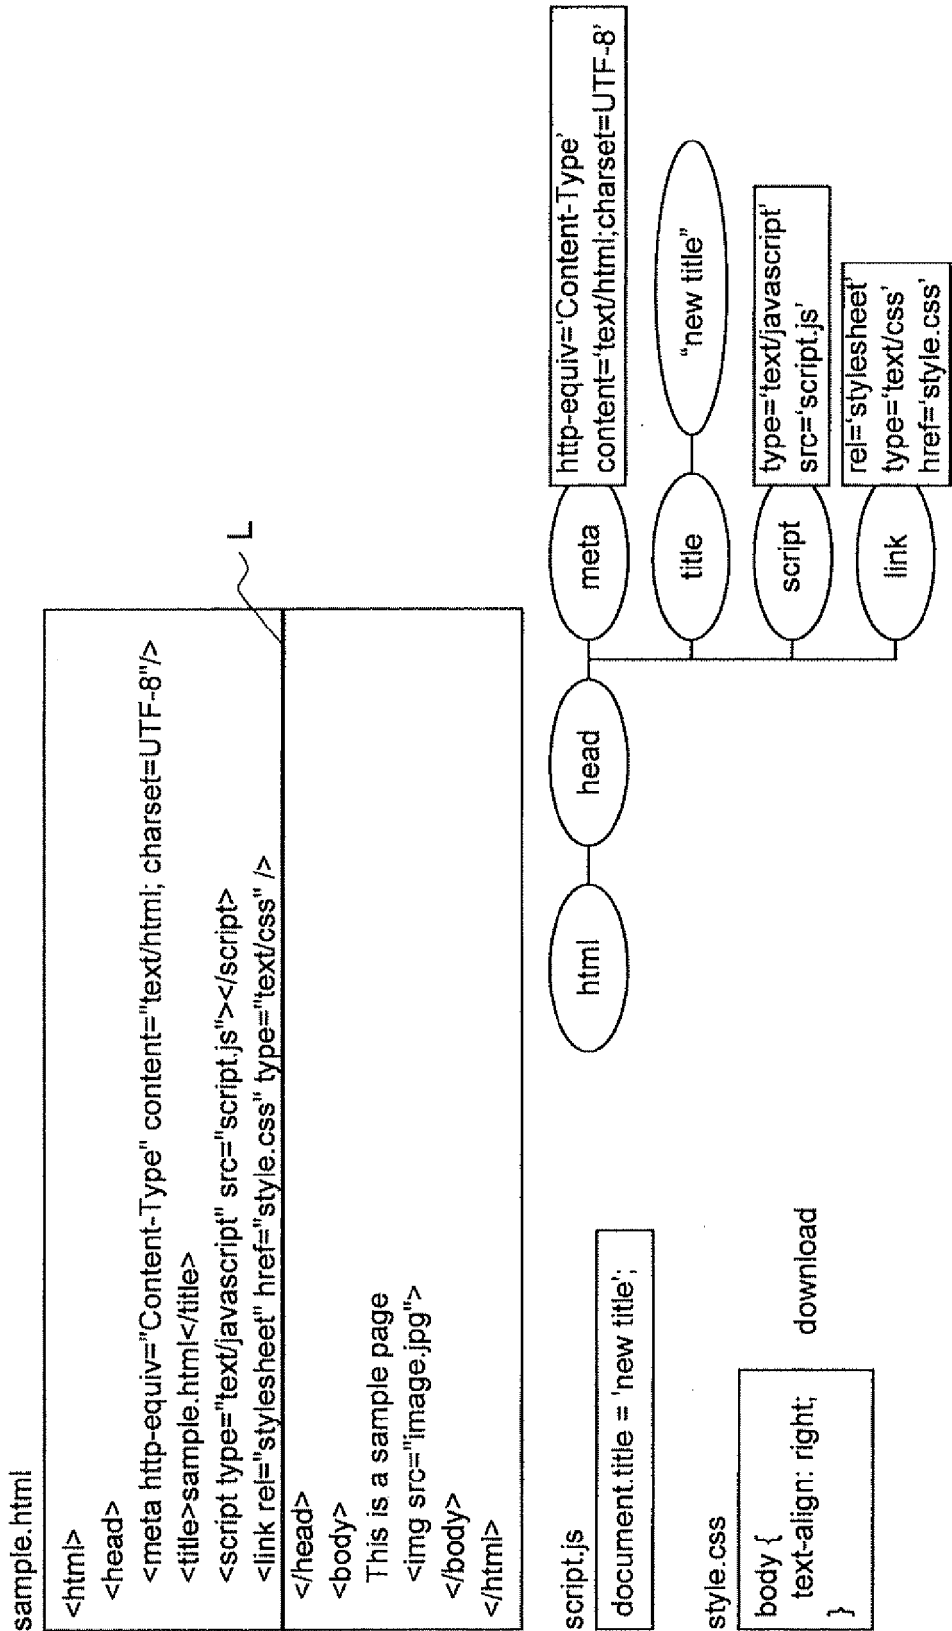 sample.html
<html>
<head>
<meta http-equiv="Content-Type" content="text/html; charset=UTF-8"/>
<title>sample.html</title>
<script type="text/javascript" src="script.js"></script>
<link rel="stylesheet" href="style.css" type="text/css" />
L
</head>
<body>
This is a sample page
<img src="image.jpg">
</body>
</html>
script.js
document.title = 'new title';
style.css
body {
text-align: right;
}
download
html
head
meta
http-equiv='Content-Type'
content='text/html;charset=UTF-8'
title
"new title"
script
type='text/javascript'
src='script.js'
link
rel='stylesheet'
type='text/css'
href='style.css'